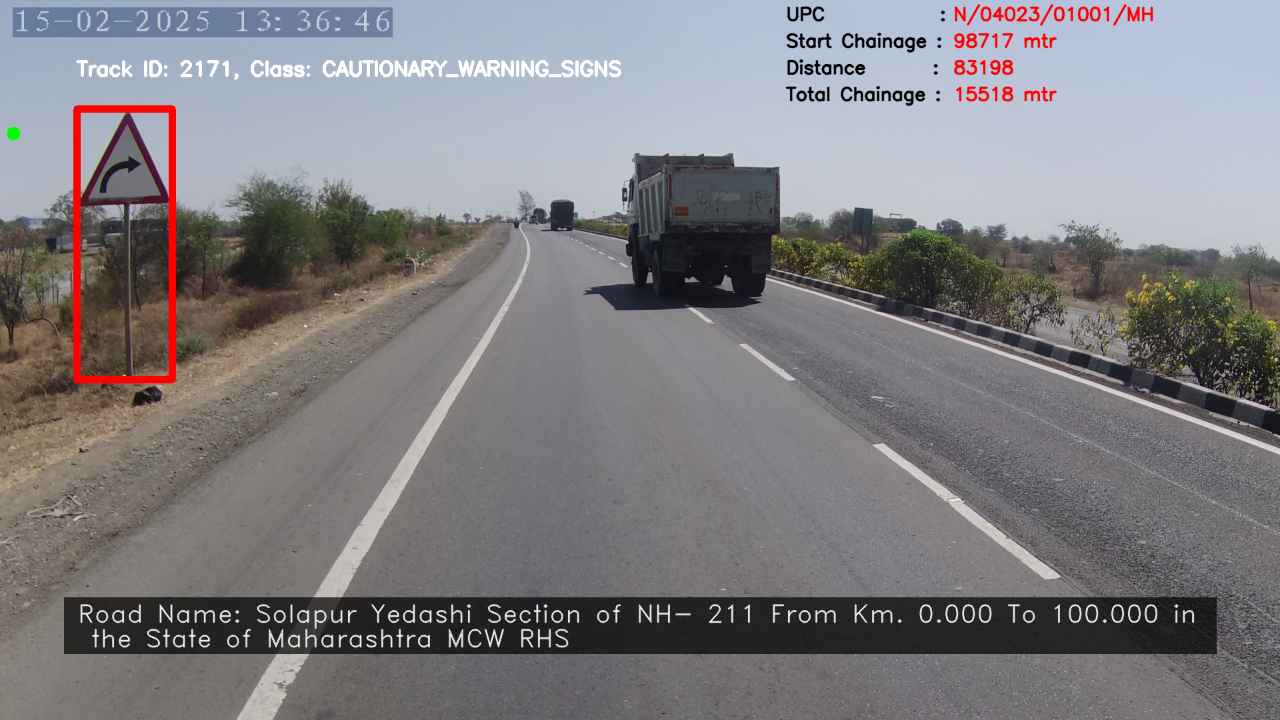 15-02-2025 13:36:46
Track ID: 2171, Class: CAUTIONARY_WARNING_SIGNS
UPC : N/04023/01001/MH
Start Chainage : 98717 mtr
Distance : 83198
Total Chainage : 15518 mtr
Road Name: Solapur Yedashi Section of NH- 211 From Km. 0.000 To 100.000 in
the State of Maharashtra MCW RHS